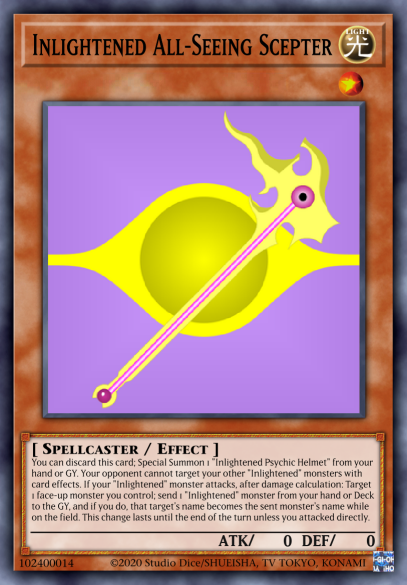 INLIGHTENED ALL-SEEING SCEPTER
LIGHT
光
[ SPELLCASTER / EFFECT ]
You can discard this card; Special Summon 1 "Inlightened Psychic Helmet" from your
hand or GY. Your opponent cannot target your other "Inlightened" monsters with
card effects. If your "Inlightened" monster attacks, after damage calculation: Target
1 face-up monster you control; send 1 "Inlightened" monster from your hand or Deck
to the GY, and if you do, that target's name becomes the sent monster's name while
on the field. This change lasts until the end of the turn unless you attacked directly.
ATK/ 0 DEF/ 0
102400014 ©2020 Studio Dice/SHUEISHA, TV TOKYO, KONAMI